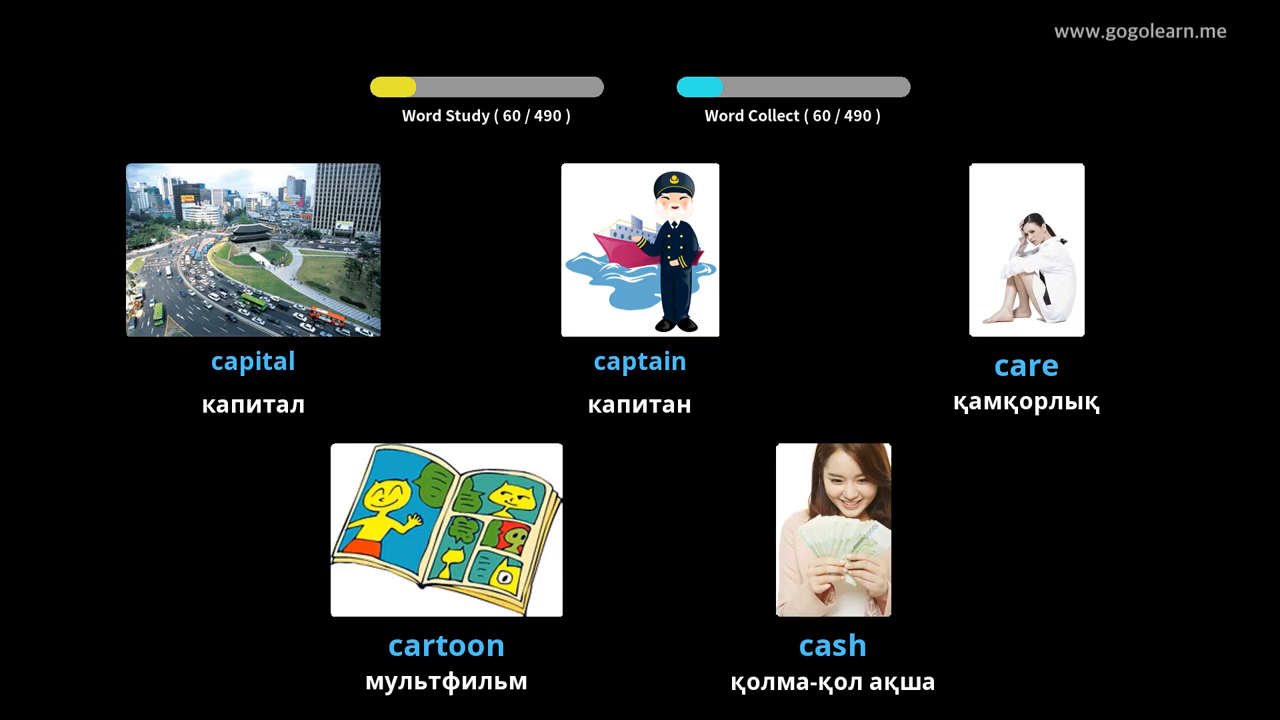 www.gogolearn.me
Word Study ( 60 / 490 )
Word Collect ( 60 / 490 )
capital
капитал
captain
капитан
care
қамқорлық
cartoon
мультфильм
cash
қолма-қол ақша